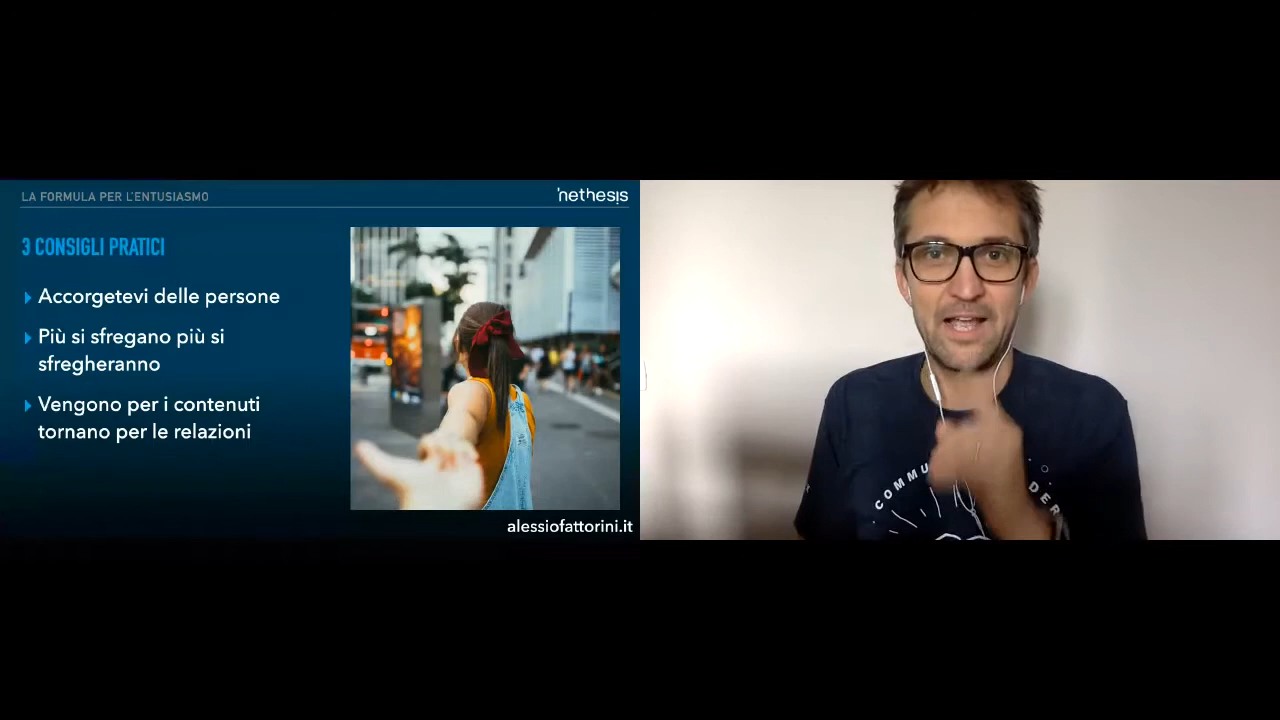 LA FORMULA PER L'ENTUSIASMO
nethesis
3 CONSIGLI PRATICI
Accorgetevi delle persone
Più si sfregano più si
sfregheranno
Vengono per i contenuti
tornano per le relazioni
alessiofattorini.it
COMMU
DER